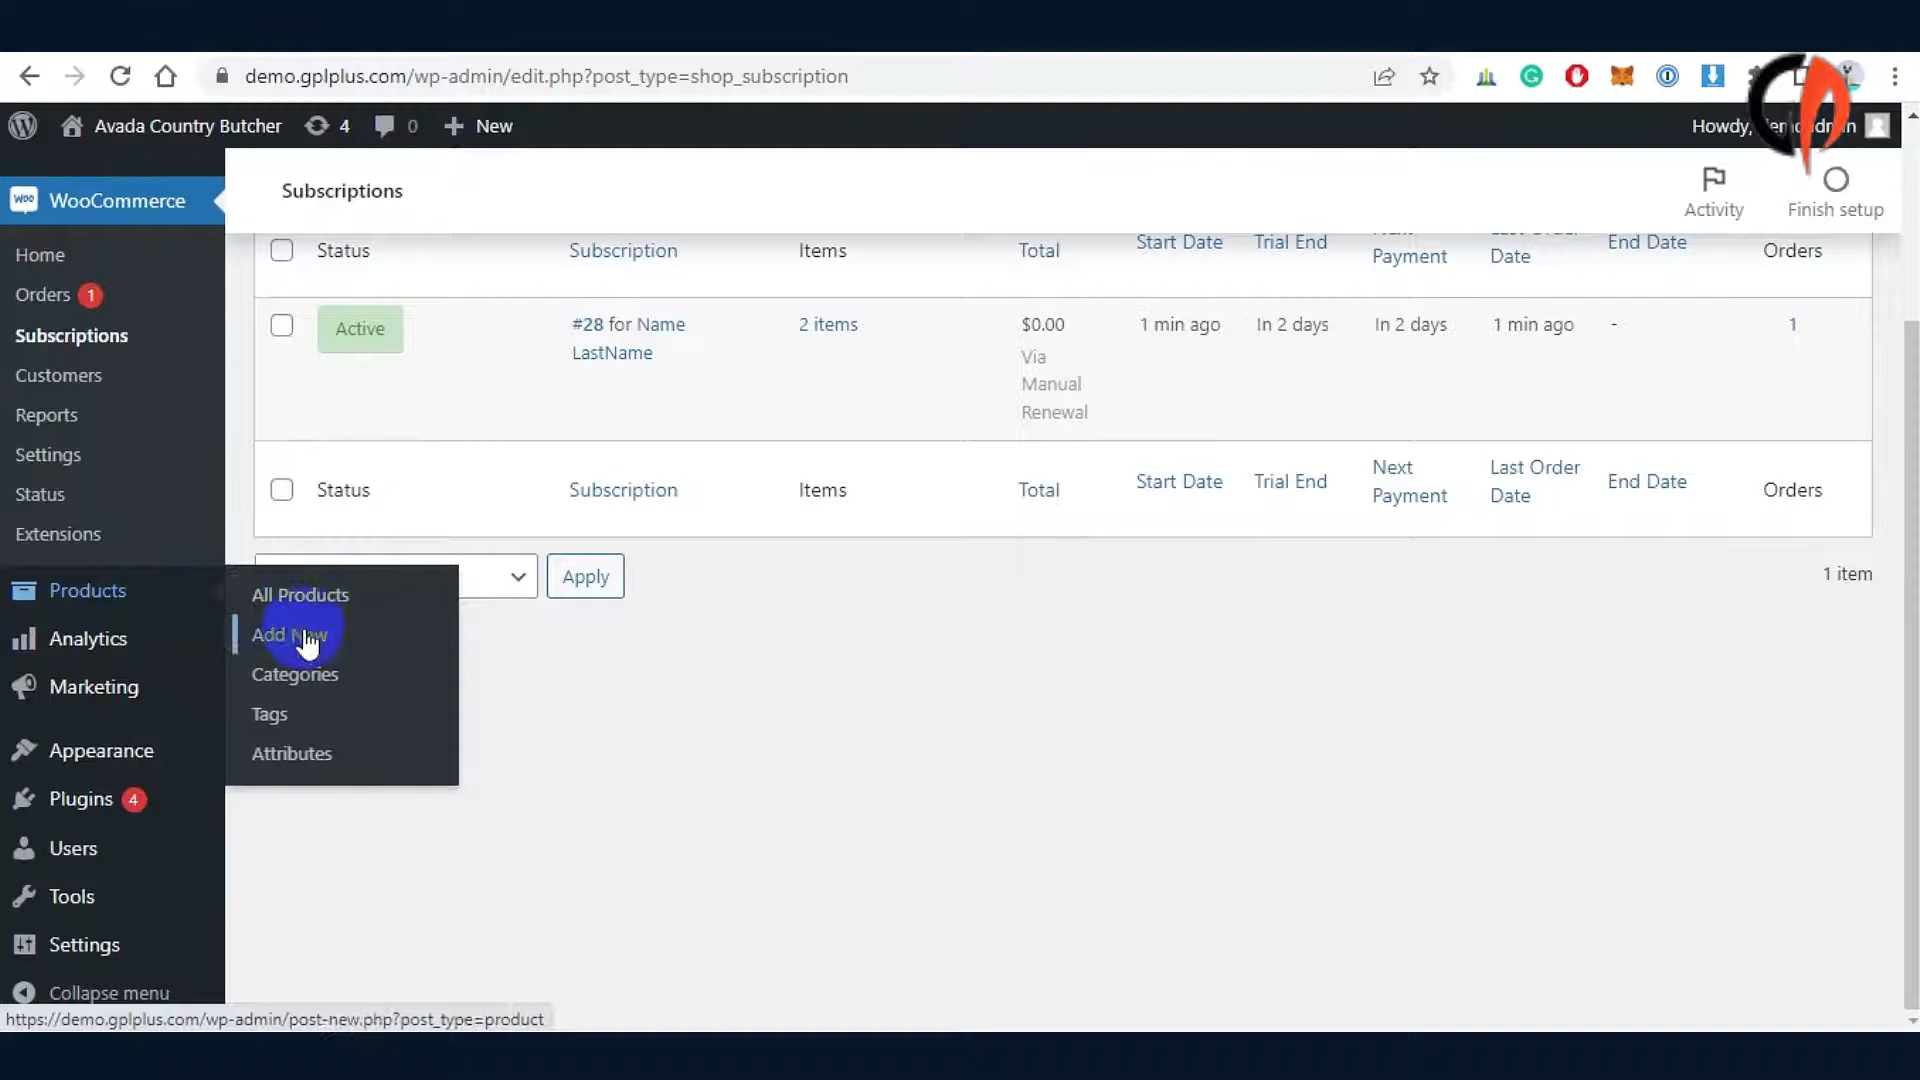 demo.gplplus.com/wp-admin/edit.php?post_type=shop_subscription
Avada Country Butcher 4 0 + New
Howdy,
Woo WooCommerce
Subscriptions
Activity
Finish setup
Home
Orders 1
Subscriptions
Customers
Reports
Settings
Status
Extensions
Products
Analytics
Marketing
Appearance
Plugins 4
Users
Tools
Settings
Collapse menu
Status Subscription Items Total Start Date Trial End Next Payment Last Order Date End Date Orders
Active #28 for Name LastName 2 items $0.00 1 min ago In 2 days In 2 days 1 min ago - 1
Via
Manual
Renewal
Status Subscription Items Total Start Date Trial End Next Payment Last Order Date End Date Orders
Apply
1 item
All Products
Add New
Categories
Tags
Attributes
https://demo.gplplus.com/wp-admin/post-new.php?post_type=product